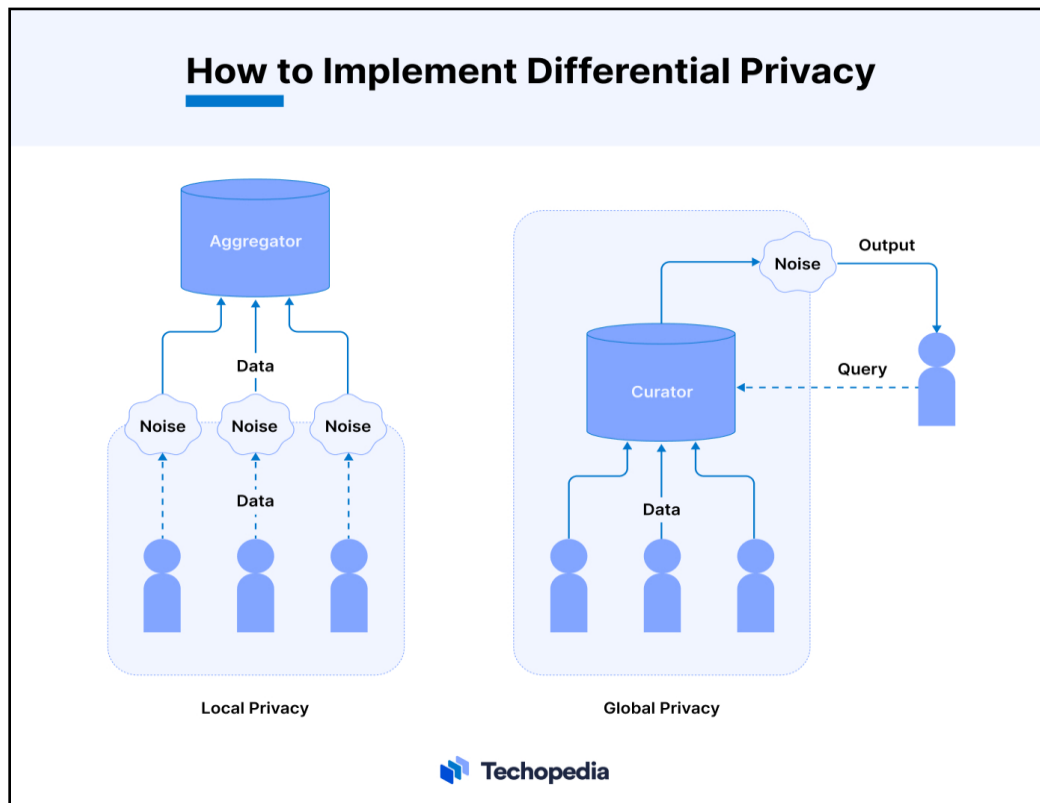 How to Implement Differential Privacy
Aggregator
Data
Noise
Noise
Noise
Data
Local Privacy
Noise
Output
Curator
Query
Data
Global Privacy
Techopedia